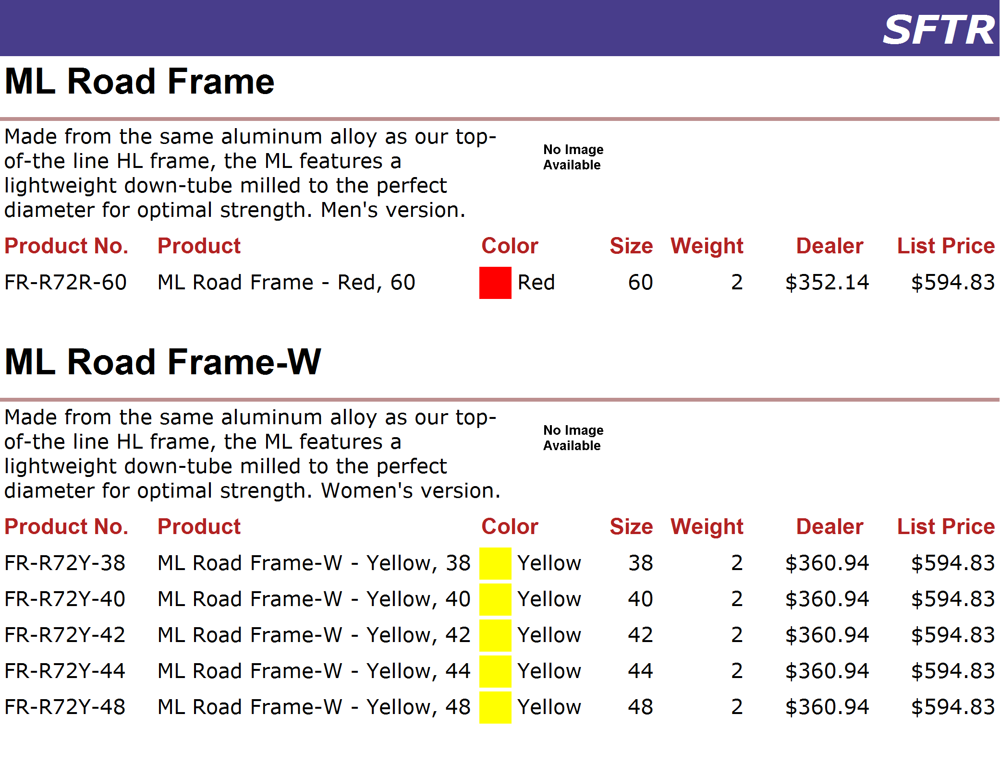 SFTR
ML Road Frame
Made from the same aluminum alloy as our top-
of-the line HL frame, the ML features a
lightweight down-tube milled to the perfect
diameter for optimal strength. Men's version.
No Image
Available
Product No. Product Color Size Weight Dealer List Price
FR-R72R-60 ML Road Frame - Red, 60 Red 60 2 $352.14 $594.83
ML Road Frame-W
Made from the same aluminum alloy as our top-
of-the line HL frame, the ML features a
lightweight down-tube milled to the perfect
diameter for optimal strength. Women's version.
No Image
Available
Product No. Product Color Size Weight Dealer List Price
FR-R72Y-38 ML Road Frame-W - Yellow, 38 Yellow 38 2 $360.94 $594.83
FR-R72Y-40 ML Road Frame-W - Yellow, 40 Yellow 40 2 $360.94 $594.83
FR-R72Y-42 ML Road Frame-W - Yellow, 42 Yellow 42 2 $360.94 $594.83
FR-R72Y-44 ML Road Frame-W - Yellow, 44 Yellow 44 2 $360.94 $594.83
FR-R72Y-48 ML Road Frame-W - Yellow, 48 Yellow 48 2 $360.94 $594.83